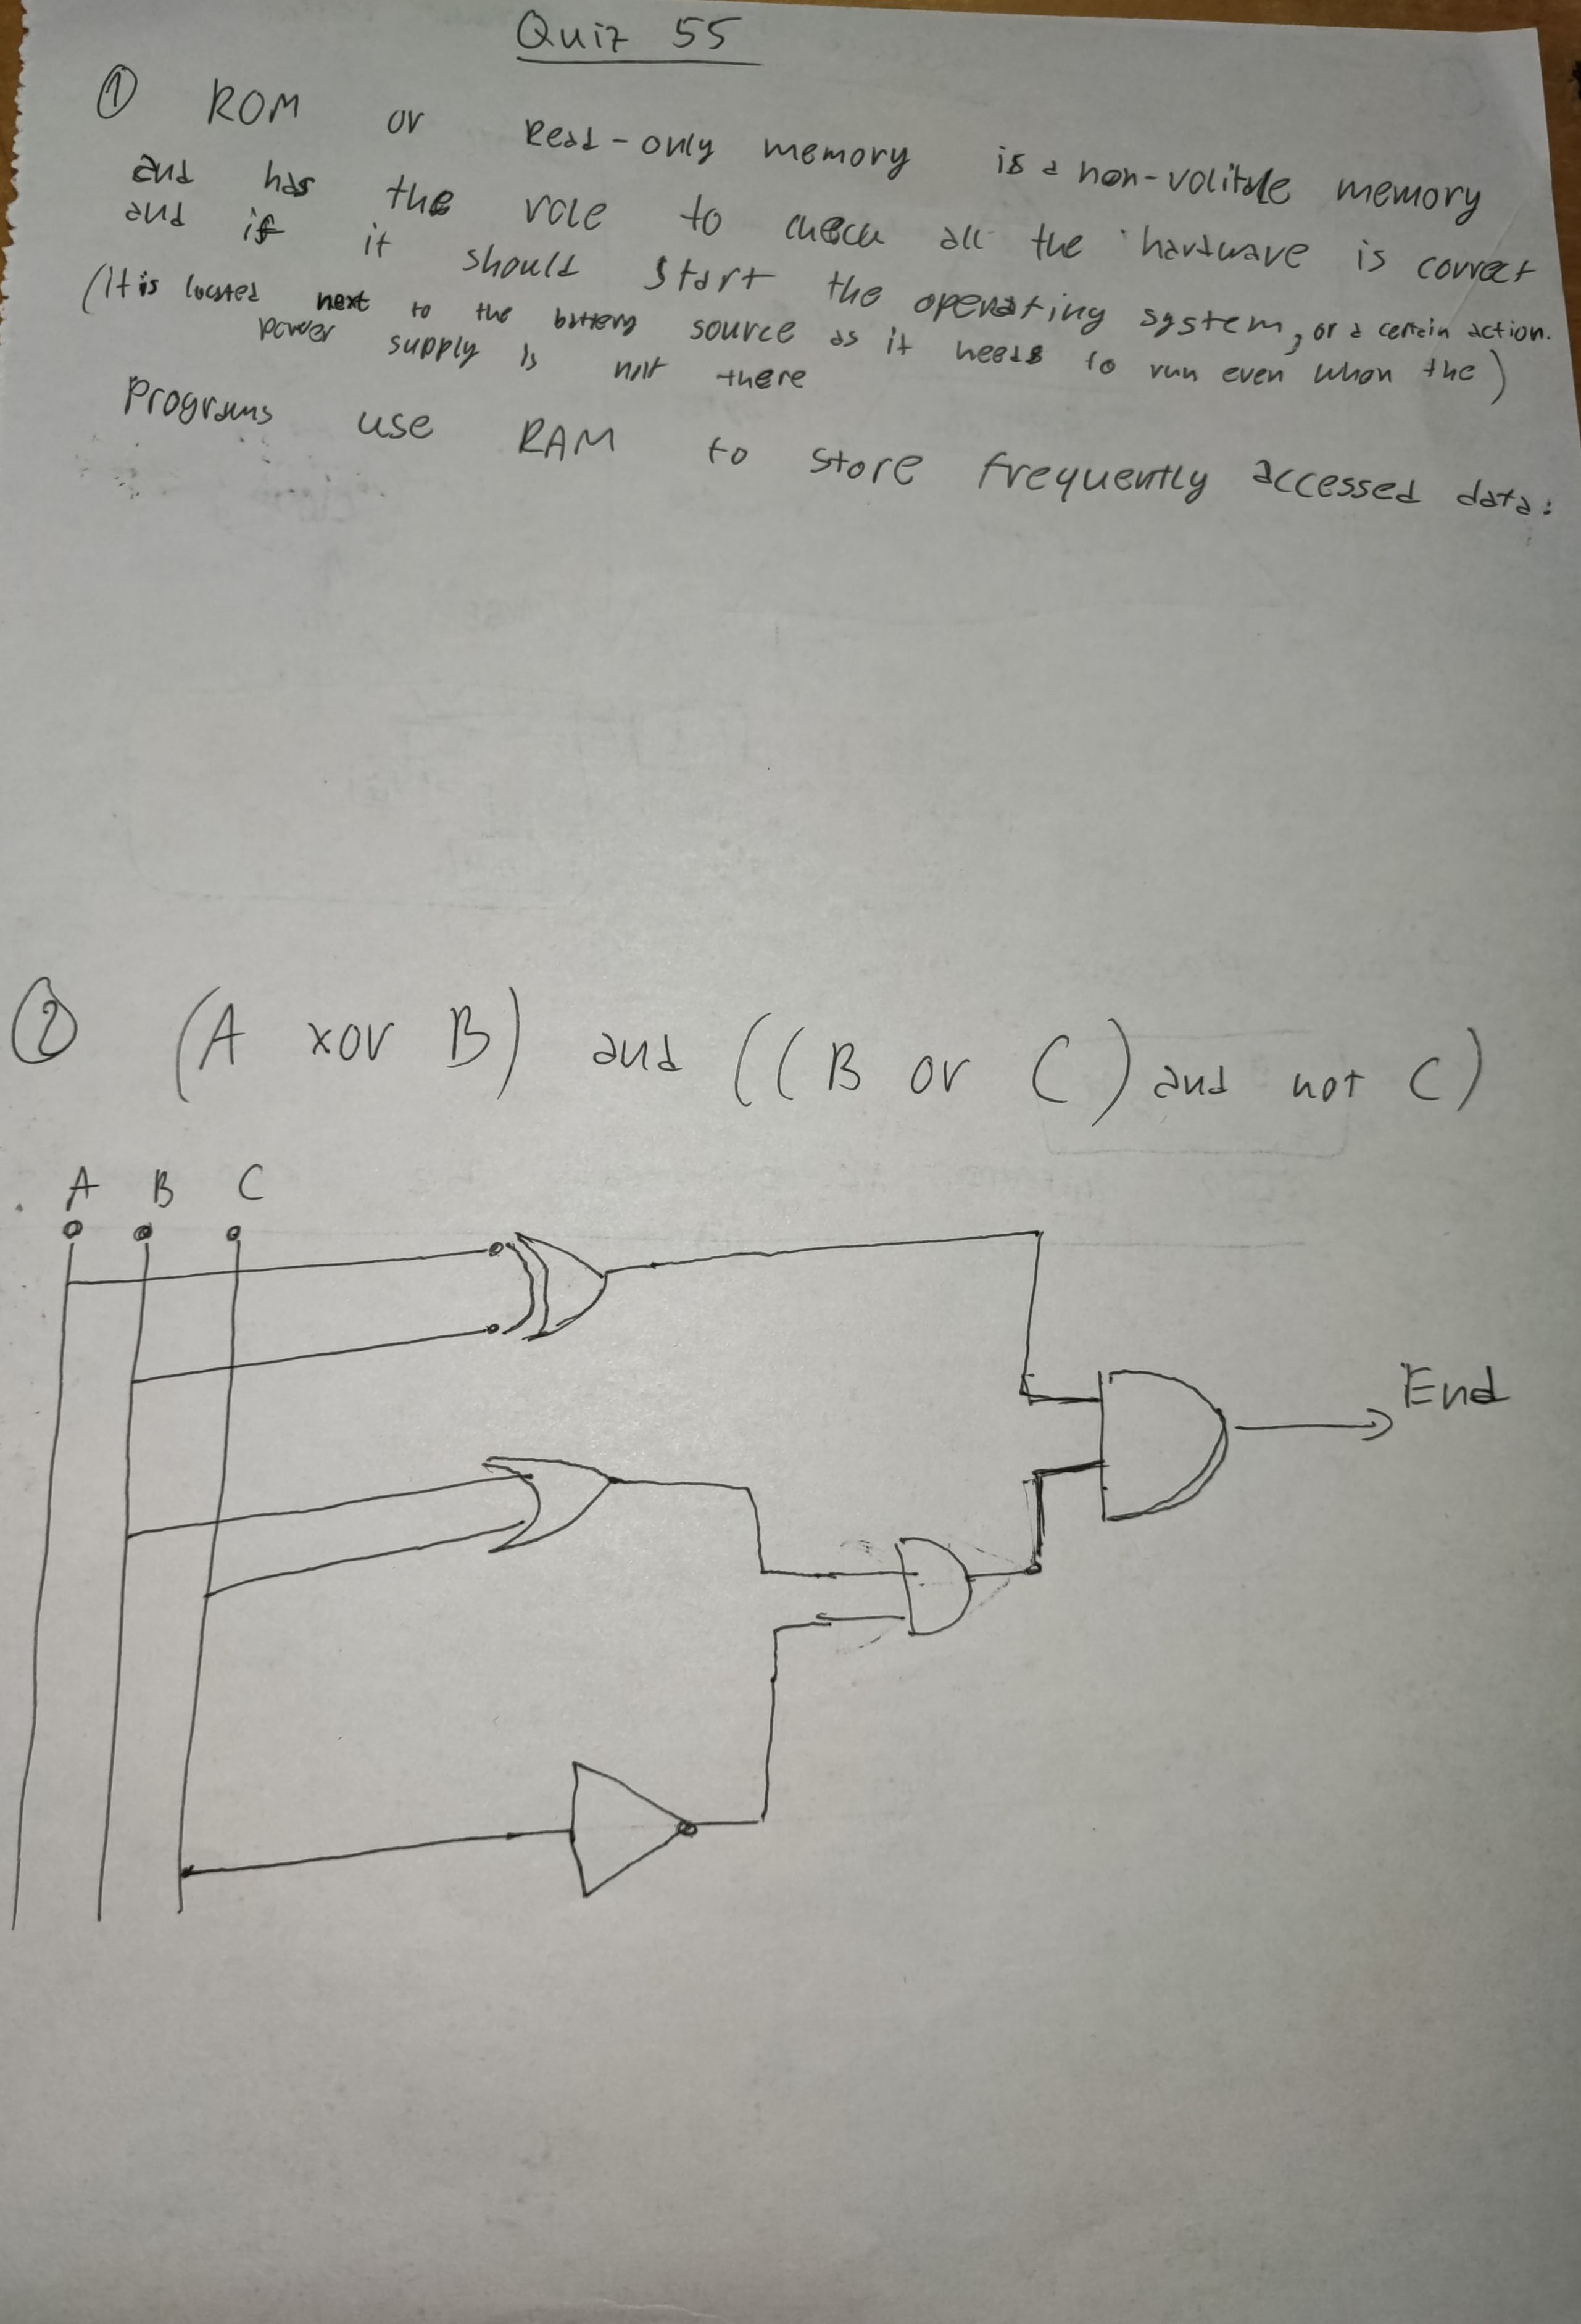 Quiz 55
① ROM or Read-only memory is a non-volitale memory
and has the role to check all the hardware is correct
and if it should start the operating system, or a certain action.
(It is located next to the battery source as it needs to run even when the)
power supply is not there
Programs use RAM to store frequently accessed data.
② (A xor B) and ((B or C) and not C)
A B C
End